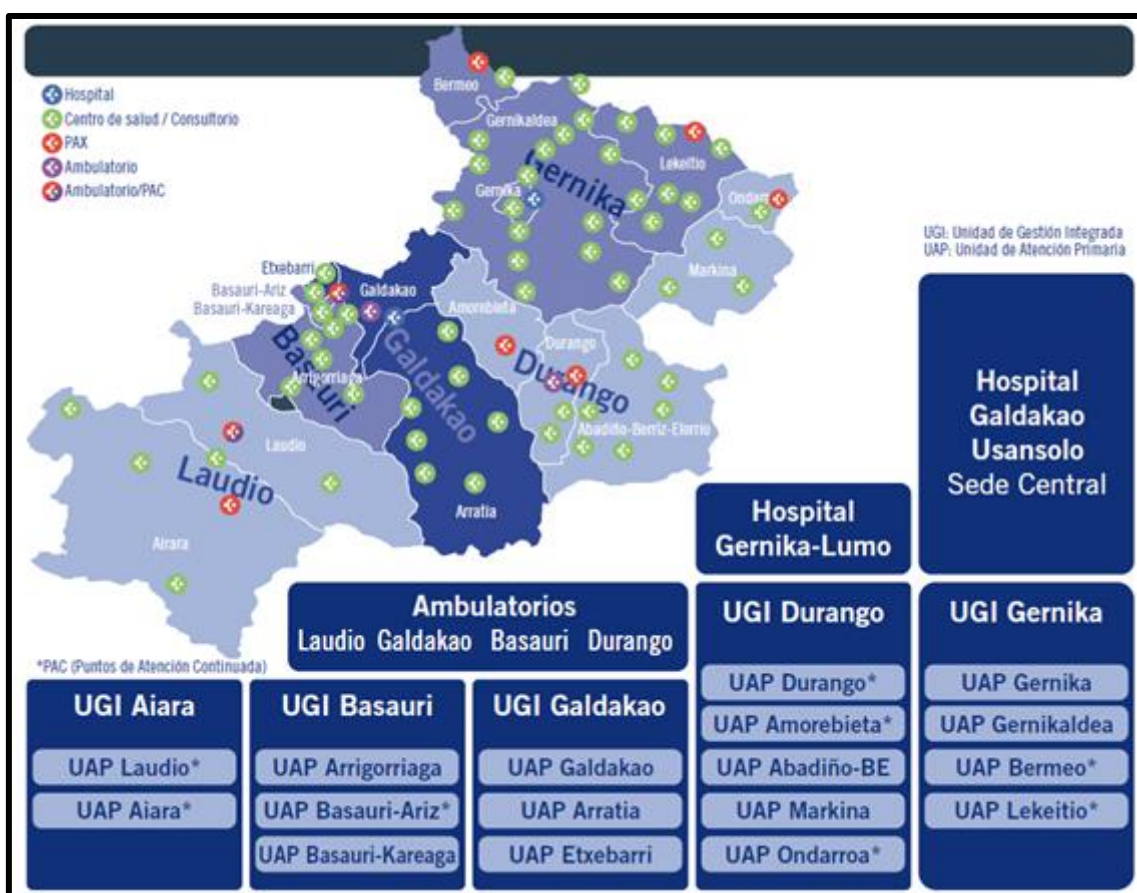 Hospital
Centro de salud / Consultorio
PAX
Ambulatorio
Ambulatorio/PAC
Bermeo
Gernikaldea
Lekeitio
Gernika
Gernika
Ondarr
Markina
Etxebarri
Basauri-Ariz
Basauri-Kareaga
Galdakao
Amorebieta
Durango
Durango
Basauri
Galdakao
Arrigorriaga
Abadiño-Berriz-Elorrio
Laudio
Laudio
Arratia
Airara
UGI: Unidad de Gestión Integrada
UAP: Unidad de Atención Primaria
Hospital
Galdakao
Usansolo
Sede Central
Hospital
Gernika-Lumo
Ambulatorios
Laudio Galdakao Basauri Durango
*PAC (Puntos de Atención Continuada)
UGI Aiara
UAP Laudio*
UAP Aiara*
UGI Basauri
UAP Arrigorriaga
UAP Basauri-Ariz*
UAP Basauri-Kareaga
UGI Galdakao
UAP Galdakao
UAP Arratia
UAP Etxebarri
UGI Durango
UAP Durango*
UAP Amorebieta*
UAP Abadiño-BE
UAP Markina
UAP Ondarroa*
UGI Gernika
UAP Gernika
UAP Gernikaldea
UAP Bermeo*
UAP Lekeitio*